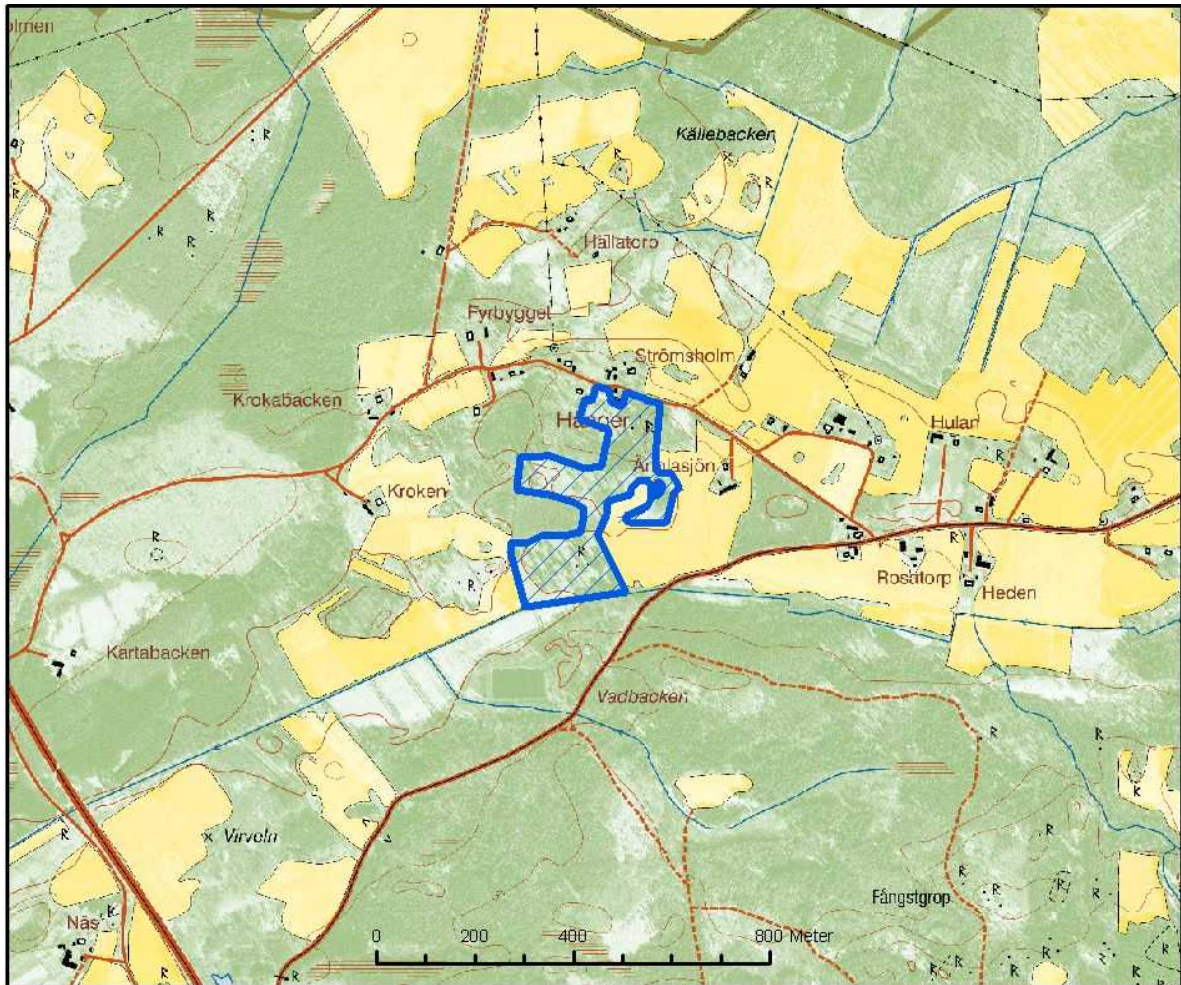 Källebacken
R
R
R
R
R
Hällatorp
Fyrbygget
Strömsholm
Krokabacken
R
Hulan
R
Kroken
R
R
R
R
Rosatorp
Heden
Kartabacken
Vadbacken
R
Virveln
R
R
R
R
Fångstgrop
R
R
Näs
0 200 400 800 Meter
R
R
R
R